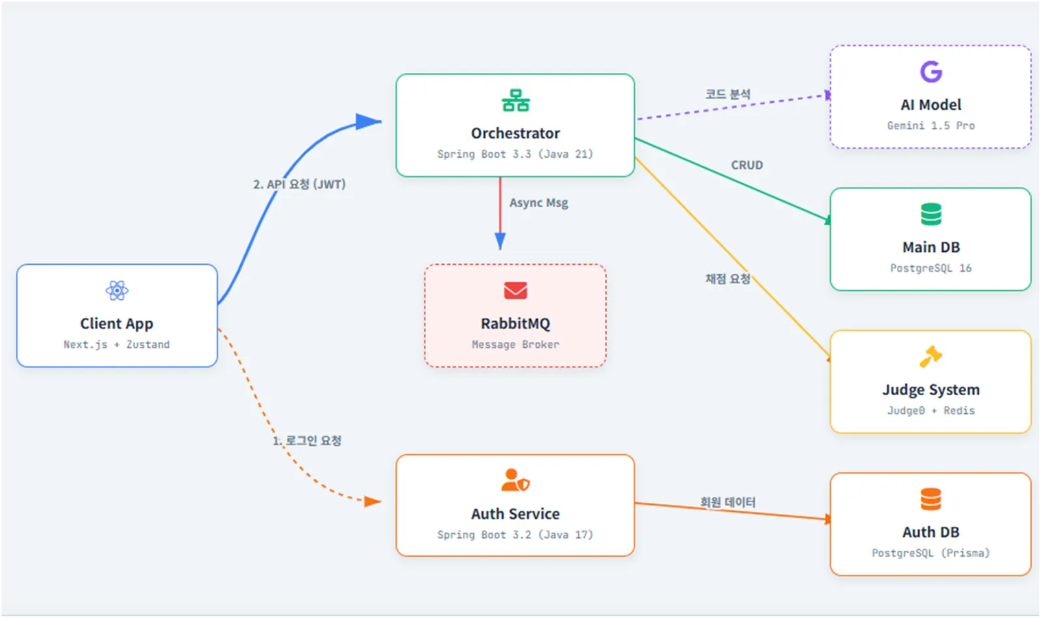 코드 분석
AI Model
Gemini 1.5 Pro
Orchestrator
Spring Boot 3.3 (Java 21)
CRUD
2. API 요청 (JWT)
Async Msg
Main DB
PostgreSQL 16
채점 요청
Client App
Next.js + Zustand
RabbitMQ
Message Broker
Judge System
Judge0 + Redis
1. 로그인 요청
Auth Service
Spring Boot 3.2 (Java 17)
회원 데이터
Auth DB
PostgreSQL (Prisma)